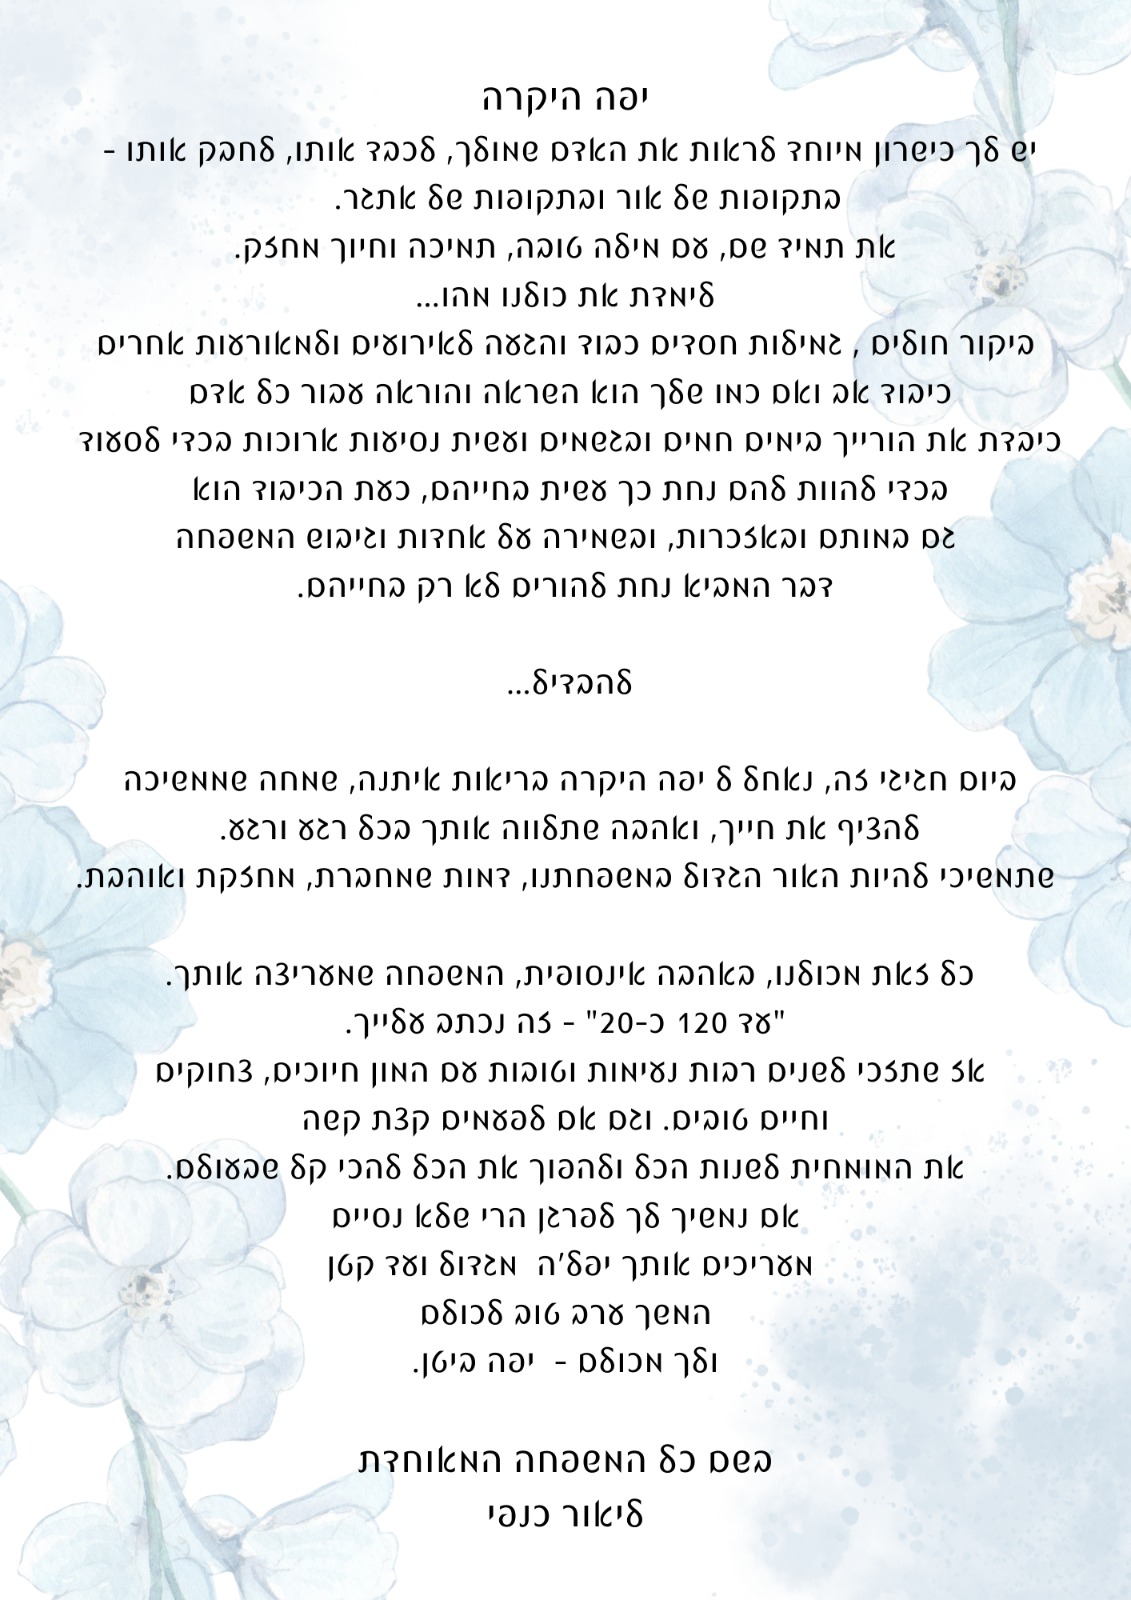 יפה היקרה
יש לך כישרון מיוחד לראות את האדם שמולך, לכבד אותו, לחבק אותו -
בתקופות של אור ובתקופות של אתגר.
את תמיד שם, עם מילה טובה, תמיכה וחיוך מחזק.
לימדת את כולנו מהו...
ביקור חולים , גמילות חסדים כבוד והגעה לאירועים ולמאורעות אחרים
כיבוד אב ואם כמו שלך הוא השראה והוראה עבור כל אדם
כיבדת את הורייך בימים חמים ובגשמים ועשית נסיעות ארוכות בכדי לסעוד
בכדי להוות להם נחת כך עשית בחייהם, כעת הכיבוד הוא
גם במותם ובאזכרות, ובשמירה על אחדות וגיבוש המשפחה
דבר המביא נחת להורים לא רק בחייהם.
להבדיל...
ביום חגיגי זה, נאחל ל יפה היקרה בריאות איתנה, שמחה שממשיכה
להציף את חייך, ואהבה שתלווה אותך בכל רגע ורגע.
שתמשיכי להיות האור הגדול במשפחתנו, דמות שמחברת, מחזקת ואוהבת.
כל זאת מכולנו, באהבה אינסופית, המשפחה שמעריצה אותך.
"עד 120 כ-20" - זה נכתב עלייך.
אז שתזכי לשנים רבות נעימות וטובות עם המון חיוכים, צחוקים
וחיים טובים. וגם אם לפעמים קצת קשה
את המומחית לשנות הכל ולהפוך את הכל להכי קל שבעולם.
אם נמשיך לך לפרגן הרי שלא נסיים
מעריכים אותך יפל'ה מגדול ועד קטן
המשך ערב טוב לכולם
ולך מכולם - יפה ביטן.
בשם כל המשפחה המאוחדת
ליאור כנפי